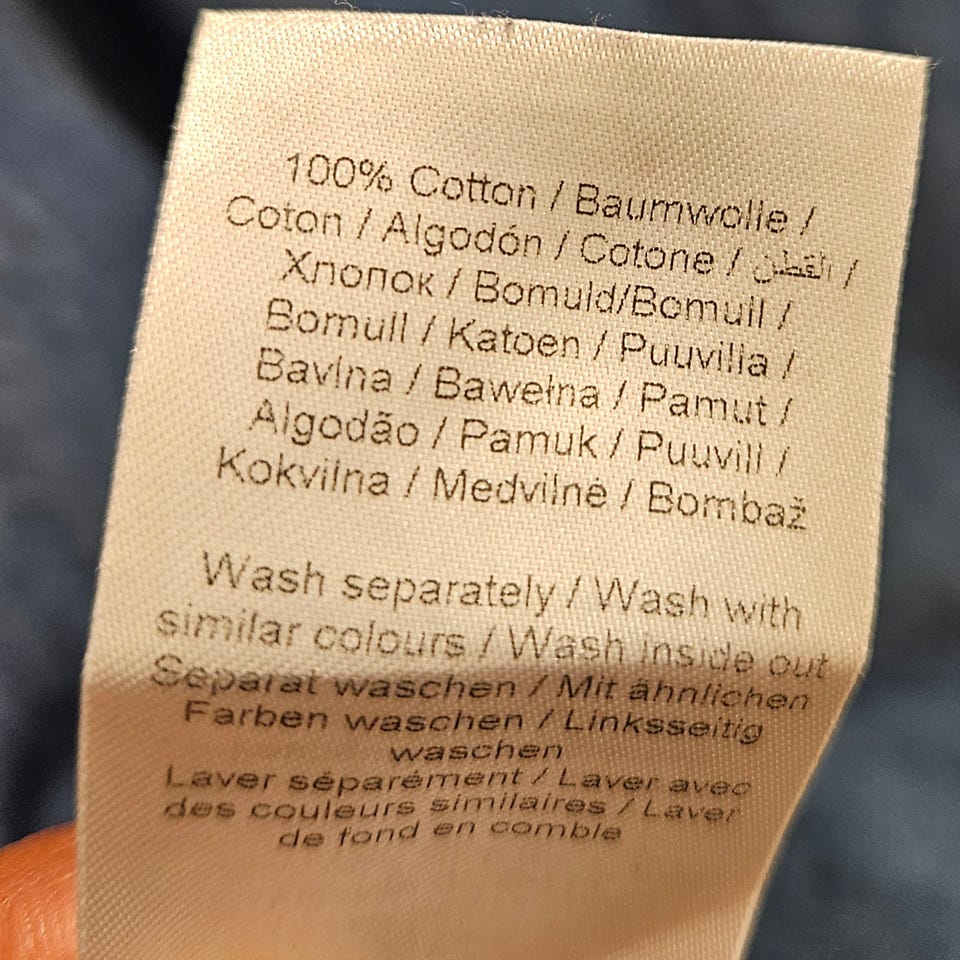 100% Cotton / Baumwolle /
Coton / Algodón / Cotone / القطن /
Хлопок / Bomuld/Bomull /
Bomull / Katoen / Puuvilla /
Bavlna / Bawełna / Pamut /
Algodão / Pamuk / Puuvill /
Kokvilna / Medvilnė / Bombaž
Wash separately / Wash with
similar colours / Wash inside out
Separat waschen / Mit ähnlichen
Farben waschen / Linksseitig
waschen
Laver séparément / Laver avec
des couleurs similaires / Laver
de fond en comble